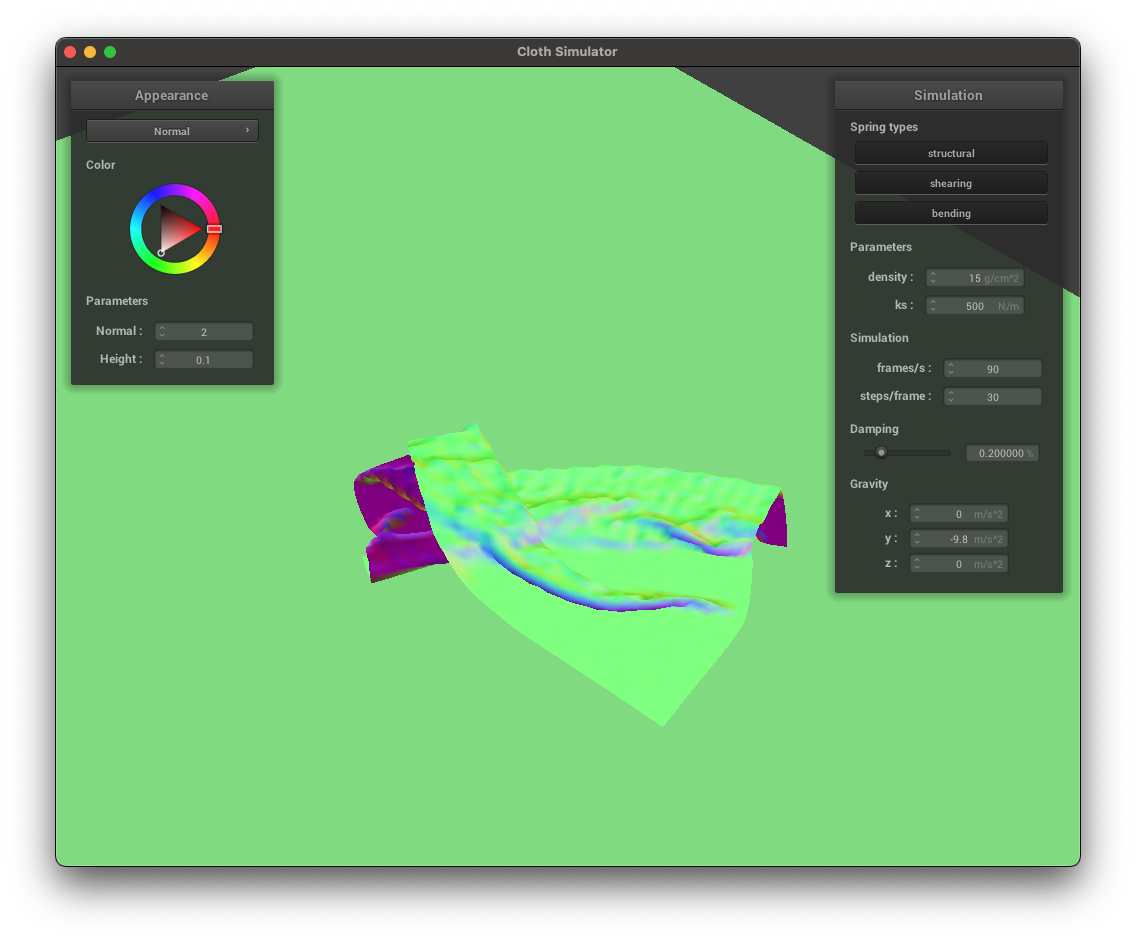 Cloth Simulator
Appearance
Normal
Color
Parameters
Normal : 2
Height : 0.1
Simulation
Spring types
structural
shearing
bending
Parameters
density : 15 g/cm^2
ks : 500 N/m
Simulation
frames/s : 90
steps/frame : 30
Damping
0.200000 %
Gravity
x : 0 m/s^2
y : -9.8 m/s^2
z : 0 m/s^2